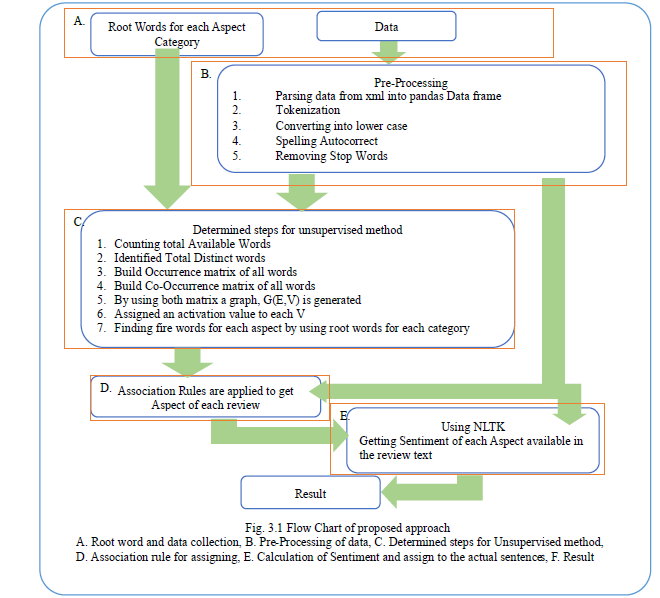 A.
Root Words for each Aspect
Category
Data
B.
Pre-Processing
1. Parsing data from xml into pandas Data frame
2. Tokenization
3. Converting into lower case
4. Spelling Autocorrect
5. Removing Stop Words
C.
Determined steps for unsupervised method
1. Counting total Available Words
2. Identified Total Distinct words
3. Build Occurrence matrix of all words
4. Build Co-Occurrence matrix of all words
5. By using both matrix a graph, G(E,V) is generated
6. Assigned an activation value to each V
7. Finding fire words for each aspect by using root words for each category
D. Association Rules are applied to get
Aspect of each review
E.
Using NLTK
Getting Sentiment of each Aspect available in
the review text
Result
Fig. 3.1 Flow Chart of proposed approach
A. Root word and data collection, B. Pre-Processing of data, C. Determined steps for Unsupervised method,
D. Association rule for assigning, E. Calculation of Sentiment and assign to the actual sentences, F. Result